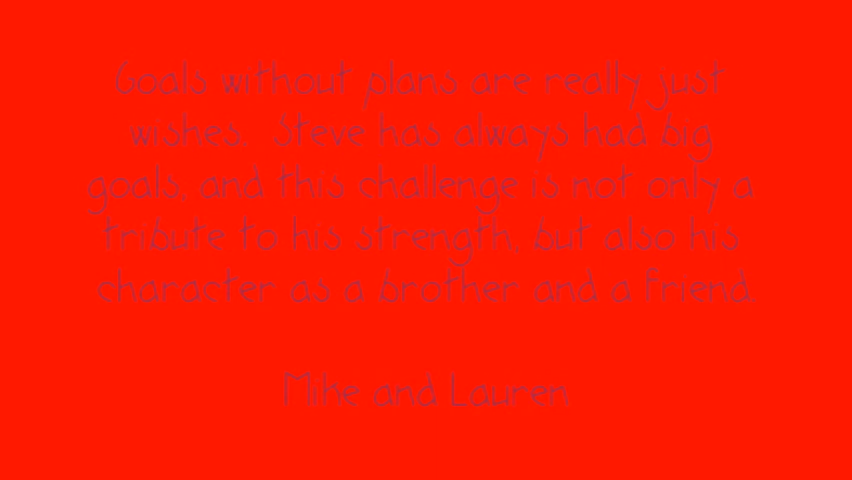 Goals without plans are really just
wishes. Steve has always had big
goals, and this challenge is not only a
tribute to his strength, but also his
character as a brother and a friend
Mike and Lauren